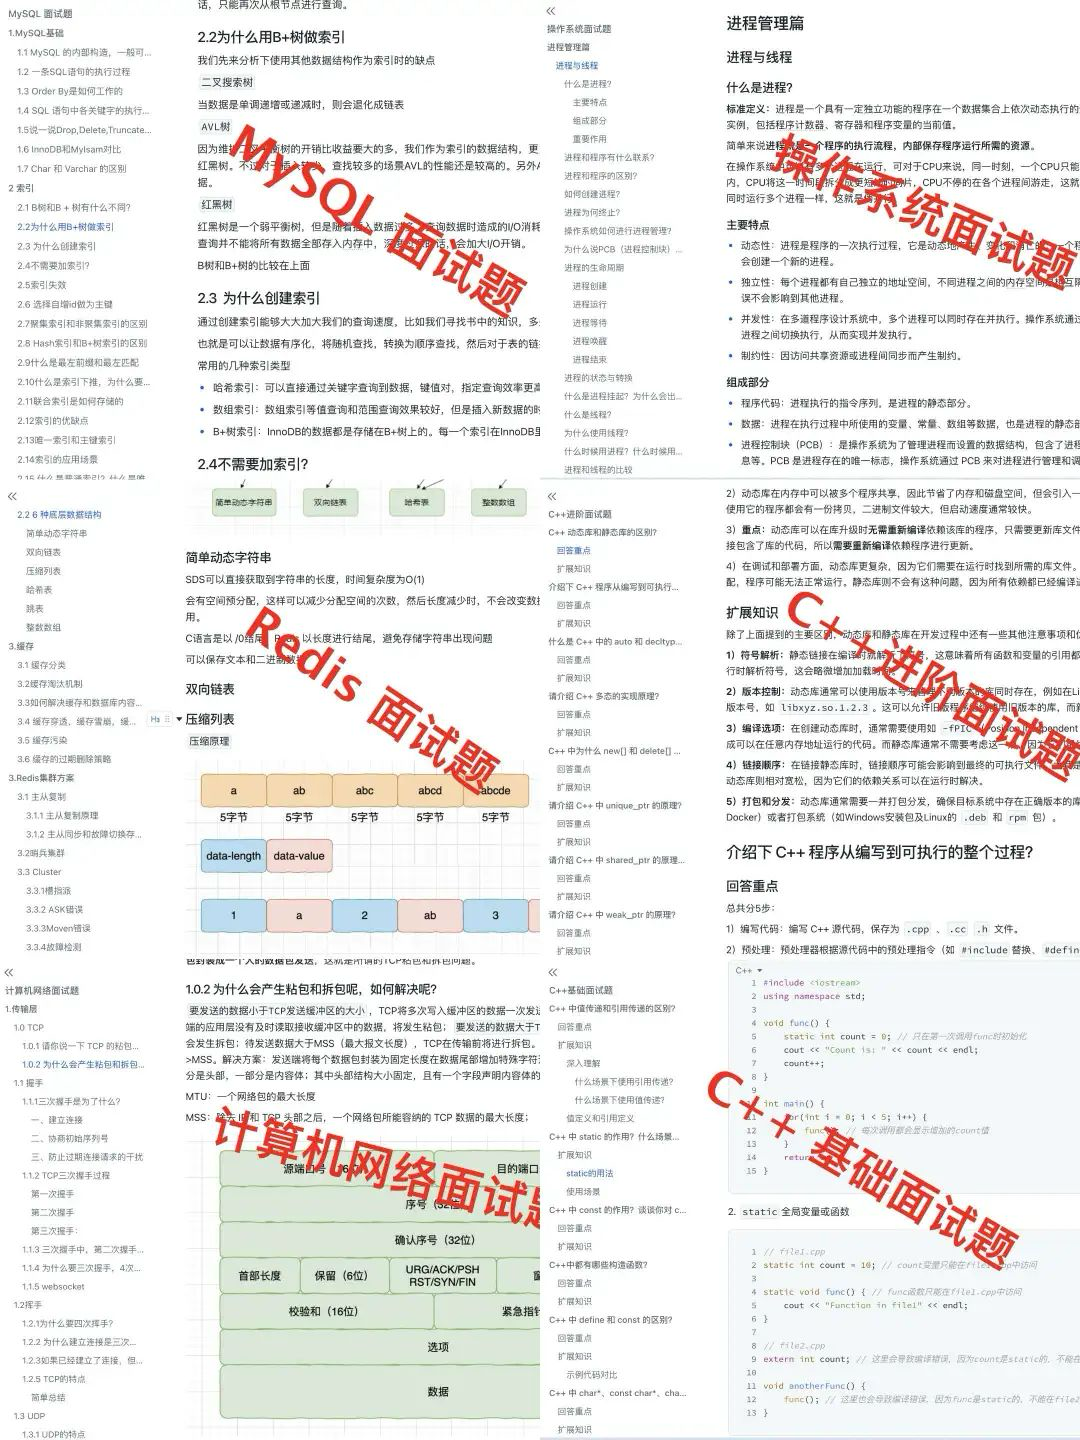 MySQL 面试题
1.MySQL基础
1.1 MySQL 的内部构造，一般可...
1.2 一条SQL语句的执行过程
1.3 Order By是如何工作的
1.4 SQL 语句中各关键字的执行...
1.5说一说Drop,Delete,Truncate...
1.6 InnoDB和MyIsam对比
1.7 Char 和 Varchar 的区别
2 索引
2.1 B树和B + 树有什么不同?
2.2为什么用B+树做索引
2.3 为什么创建索引
2.4不需要加索引?
2.5索引失效
2.6 选择自增id做为主键
2.7聚集索引和非聚集索引的区别
2.8 Hash索引和B+树索引的区别
2.9什么是最左前缀和最左匹配
2.10什么是索引下推，为什么要...
2.11联合索引是如何存储的
2.12索引的优缺点
2.13唯一索引和主键索引
2.14索引的应用场景
话，只能再次从根节点进行查询。
2.2为什么用B+树做索引
我们先来分析下使用其他数据结构作为索引时的缺点
二叉搜索树
当数据是单调递增或递减时，则会退化成链表
AVL树
因为维护
衡树的开销比收益要大的多，我们作为索引的数据结构，更
红黑树。不过对于插入较少、查找较多的场景AVL的性能还是较高的。另外A
据。
红黑树
红黑树是一个弱平衡树，但是随着插入数据过多，查询数据时造成的I/O消耗
查询并不能将所有数据全部存入内存中，深度过深的话，会加大I/O开销。
B树和B+树的比较在上面
2.3 为什么创建索引
通过创建索引能够大大加大我们的查询速度，比如我们寻找书中的知识，多
也就是可以让数据有序化，将随机查找，转换为顺序查找，然后对于表的链
常用的几种索引类型
• 哈希索引：可以直接通过关键字查询到数据，键值对，指定查询效率更高
• 数组索引：数组索引等值查询和范围查询效果较好，但是插入新数据的时
• B+树索引：InnoDB的数据都是存储在B+树上的。每一个索引在InnoDB里
2.4不需要加索引?
MySQL 面试题
操作系统面试题
进程管理篇
进程与线程
什么是进程?
主要特点
组成部分
重要作用
进程和程序有什么联系?
进程和程序的区别?
如何创建进程?
进程为何终止?
操作系统如何进行进程管理?
为什么说PCB（进程控制块）...
进程的生命周期
进程创建
进程运行
进程等待
进程唤醒
进程结束
进程的状态与转换
什么是进程挂起？为什么会出...
什么是线程?
为什么使用线程?
什么时候用进程？什么时候用...
进程和线程的比较
进程管理篇
进程与线程
什么是进程?
标准定义：进程是一个具有一定独立功能的程序在一个数据集合上依次动态执行的
实例，包括程序计数器、寄存器和程序变量的当前值。
简单来说进程就是一个程序的执行流程，内部保存程序运行所需的资源。
在操作系统
在运行，可对于CPU来说，同一时刻，一个CPU只能
内，CPU将这一时间段拆分成更短的时间片，CPU不停的在各个进程间游走，这就
同时运行多个进程一样，这就是
主要特点
• 动态性：进程是程序的一次执行过程，它是动态地产生，变化和消亡的，一个程
会创建一个新的进程。
• 独立性：每个进程都有自己独立的地址空间，不同进程之间的内存空间是相互隔
误不会影响到其他进程。
• 并发性：在多道程序设计系统中，多个进程可以同时存在并执行。操作系统通过
进程之间切换执行，从而实现并发执行。
• 制约性：因访问共享资源或进程间同步而产生制约。
组成部分
• 程序代码：进程执行的指令序列，是进程的静态部分。
• 数据：进程在执行过程中所使用的变量、常量、数组等数据，也是进程的静态部
• 进程控制块（PCB）：是操作系统为了管理进程而设置的数据结构，包含了进程
息等。PCB 是进程存在的唯一标志，操作系统通过 PCB 来对进程进行管理和调
操作系统面试题
2.2 6 种底层数据结构
简单动态字符串
双向链表
压缩列表
哈希表
跳表
整数数组
3.缓存
3.1 缓存分类
3.2缓存淘汰机制
3.3如何解决缓存和数据库内容...
3.4 缓存穿透，缓存雪崩，缓...
3.5 缓存污染
3.6 缓存的过期删除策略
3.Redis集群方案
3.1 主从复制
3.1.1 主从复制原理
3.1.2 主从同步和故障切换存...
3.2哨兵集群
3.3 Cluster
3.3.1槽指派
3.3.2 ASK错误
3.3.3Moven错误
3.3.4故障检测
简单动态字符串
双向链表
哈希表
整数数组
简单动态字符串
SDS可以直接获取到字符串的长度，时间复杂度为O(1)
会有空间预分配，这样可以减少分配空间的次数，然后长度减少时，不会改变数
用。
C语言是以 /0结尾，Redis 以长度进行结尾，避免存储字符串出现问题
可以保存文本和二进制数据
双向链表
H3
压缩列表
压缩原理
a ab abc abcd abcde
5字节 5字节 5字节 5字节 5字节
data-length data-value
1 a 2 ab 3
Redis 面试题
C++进阶面试题
C++ 动态库和静态库的区别?
回答重点
扩展知识
介绍下 C++ 程序从编写到可执行...
回答重点
扩展知识
什么是 C++ 中的 auto 和 decltyp...
回答重点
扩展知识
请介绍 C++ 多态的实现原理?
回答重点
扩展知识
C++ 中为什么 new[] 和 delete[] ...
回答重点
扩展知识
请介绍 C++ 中 unique_ptr 的原理?
回答重点
扩展知识
请介绍 C++ 中 shared_ptr 的原理...
回答重点
扩展知识
请介绍 C++ 中 weak_ptr 的原理?
回答重点
扩展知识
2）动态库在内存中可以被多个程序共享，因此节省了内存和磁盘空间，但会引入一
使用它的程序都会有一份拷贝，二进制文件较大，但启动速度通常较快。
3）重点：动态库可以在库升级时无需重新编译依赖该库的程序，只需要更新库文件
接包含了库的代码，所以需要重新编译依赖程序进行更新。
4）在调试和部署方面，动态库更复杂，因为它们需要在运行时找到所需的库文件。
配，程序可能无法正常运行。静态库则不会有这种问题，因为所有依赖都已经编译
扩展知识
除了上面提到的主要区别，动态库和静态库在开发过程中还有一些其他注意事项和
1）符号解析：静态链接在编译时就解析了符号，这意味着所有函数和变量的引用都
行时解析符号，这会略微增加加载时间。
2）版本控制：动态库通常可以使用版本号来管理不同版本的库同时存在，例如在Li
版本号，如 libxyz.so.1.2.3 。这可以允许旧版程序继续使用旧版本的库，而新
3）编译选项：在创建动态库时，通常需要使用如 -fPIC （Position Independent
成可以在任意内存地址运行的代码。而静态库通常不需要考虑这一点，因为
4）链接顺序：在链接静态库时，链接顺序可能会影响到最终的可执行文件，
动态库则相对宽松，因为它们的依赖关系可以在运行时解决。
5）打包和分发：动态库通常需要一并打包分发，确保目标系统中存在正确版本的库
Docker）或者打包系统（如Windows安装包及Linux的 .deb 和 rpm 包）。
介绍下 C++ 程序从编写到可执行的整个过程?
回答重点
总共分5步：
1）编写代码：编写 C++ 源代码，保存为 .cpp 、 .cc .h 文件。
2）预处理：预处理器根据源代码中的预处理指令（如 #include 替换、 #defin
C++进阶面试题
计算机网络面试题
1.传输层
1.0 TCP
1.0.1 请你说一下 TCP 的粘包...
1.0.2 为什么会产生粘包和拆包...
1.1 握手
1.1.1三次握手是为了什么?
一、建立连接
二、协商初始序列号
三、防止过期连接请求的干扰
1.1.2 TCP三次握手过程
第一次握手
第二次握手
第三次握手：
1.1.3 三次握手中，第二次握手...
1.1.4 为什么要三次握手，4次...
1.1.5 websocket
1.2挥手
1.2.1为什么要四次挥手?
1.2.2 为什么建立连接是三次...
1.2.3如果已经建立了连接，但...
1.2.5 TCP的特点
简单总结
1.3 UDP
1.3.1 UDP的特点
包封装成一个大的数据包发送，这就是所谓的TCP粘包和拆包问题。
1.0.2 为什么会产生粘包和拆包呢，如何解决呢?
要发送的数据小于TCP发送缓冲区的大小，TCP将多次写入缓冲区的数据一次发
端的应用层没有及时读取接收缓冲区中的数据，将发生粘包； 要发送的数据大于T
会发生拆包；待发送数据大于MSS（最大报文长度），TCP在传输前将进行拆包。
>MSS。解决方案：发送端将每个数据包封装为固定长度在数据尾部增加特殊字符
分是头部，一部分是内容体；其中头部结构大小固定，且有一个字段声明内容体的
MTU：一个网络包的最大长度
MSS：除去 IP 和 TCP 头部之后，一个网络包所能容纳的 TCP 数据的最大长度；
源端口号（16位） 目的端口
序号（32位）
确认序号（32位）
首部长度 保留（6位） URG/ACK/PSH
RST/SYN/FIN
校验和（16位） 紧急指针
选项
数据
计算机网络面试题
C++基础面试题
C++ 中值传递和引用传递的区别?
回答重点
扩展知识
深入理解
什么场景下使用引用传递?
什么场景下使用值传递?
值定义和引用定义
C++ 中 static 的作用？什么场景...
扩展知识
static的用法
使用场景
C++ 中 const 的作用？谈谈你对 c...
回答重点
扩展知识
C++中都有哪些构造函数?
回答重点
扩展知识
C++ 中 define 和 const 的区别?
回答重点
扩展知识
示例代码对比
C++ 中 char*、const char*、cha...
回答重点
扩展知识
C++
1 #include <iostream>
2 using namespace std;
3
4 void func() {
5 static int count = 0; // 只在第一次调用func时初始化
6 cout << "Count is: " << count << endl;
7 count++;
8 }
9
10 int main() {
11 for(int i = 0; i < 5; i++) {
12 func(); // 每次调用都会显示增加的count值
13 }
14 return
15 }
2. static 全局变量或函数
1 // file1.cpp
2 static int count = 10; // count变量只能在file1.cpp中访问
3
4 static void func() { // func函数只能在file1.cpp中访问
5 cout << "Function in file1" << endl;
6 }
7
8 // file2.cpp
9 extern int count; // 这里会导致编译错误，因为count是static的，不能在
10
11 void anotherFunc() {
12 func(); // 这里也会导致编译错误，因为func是static的，不能在file2
13 }
C++ 基础面试题